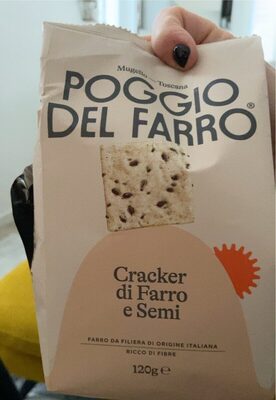 Mugello Toscana
POGGIO
DEL FARRO®
Cracker
di Farro
e Semi
FARRO DA FILIERA DI ORIGINE ITALIANA
RICCO DI FIBRE
120g e